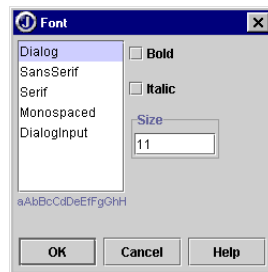 Font
Dialog
SansSerif
Serif
Monospaced
DialogInput
Bold
Italic
Size
11
aAbBcCdDeEfFgGhH
OK
Cancel
Help